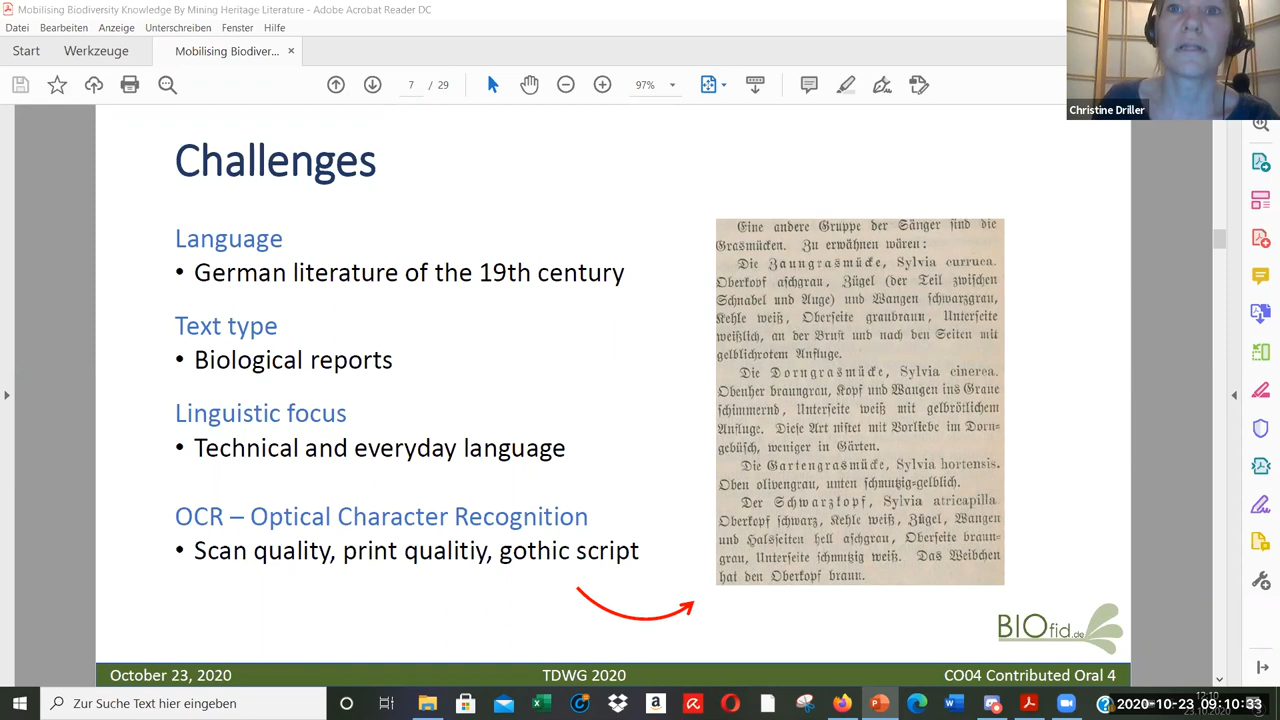 Mobilising Biodiversity Knowledge By Mining Heritage Literature - Adobe Acrobat Reader DC
Datei Bearbeiten Anzeige Unterschreiben Fenster Hilfe
Start Werkzeuge Mobilising Biodiver... ×
7 / 29 97%
Christine Driller
Challenges
Language
• German literature of the 19th century
Text type
• Biological reports
Linguistic focus
• Technical and everyday language
OCR – Optical Character Recognition
• Scan quality, print qualitiy, gothic script
Eine andere Gruppe der Sänger ſind die
Grasmücken. Zu erwähnen wären:
Die Zaungrasmücke, Sylvia curruca.
Oberkopf aſchgrau, Zügel (der Teil zwiſchen
Schnabel und Auge) und Wangen ſchwarzgrau,
Kehle weiß, Oberſeite graubraun, Unterſeite
weißlich, an der Bruſt und nach den Seiten mit
gelblichrotem Anfluge.
Die Dorngrasmücke, Sylvia cinerea.
Obenher braungrau, Kopf und Wangen ins Graue
ſchimmernd, Unterſeite weiß mit gelbrötlichem
Anfluge. Dieſe Art niſtet mit Vorliebe im Dorn=
gebüſch, weniger in Gärten.
Die Gartengrasmücke, Sylvia hortensis.
Oben olivengrau, unten ſchmutzig=gelblich.
Der Schwarzkopf, Sylvia atricapilla.
Oberkopf ſchwarz, Kehle weiß, Zügel, Wangen
und Halsſeiten hell aſchgrau, Oberſeite braun=
grau, Unterſeite ſchmutzig weiß. Das Weibchen
hat den Oberkopf braun.
BIOfid.de
October 23, 2020 TDWG 2020 CO04 Contributed Oral 4
Zur Suche Text hier eingeben
12:10
23.10.2020
2020-10-23 09:10:33